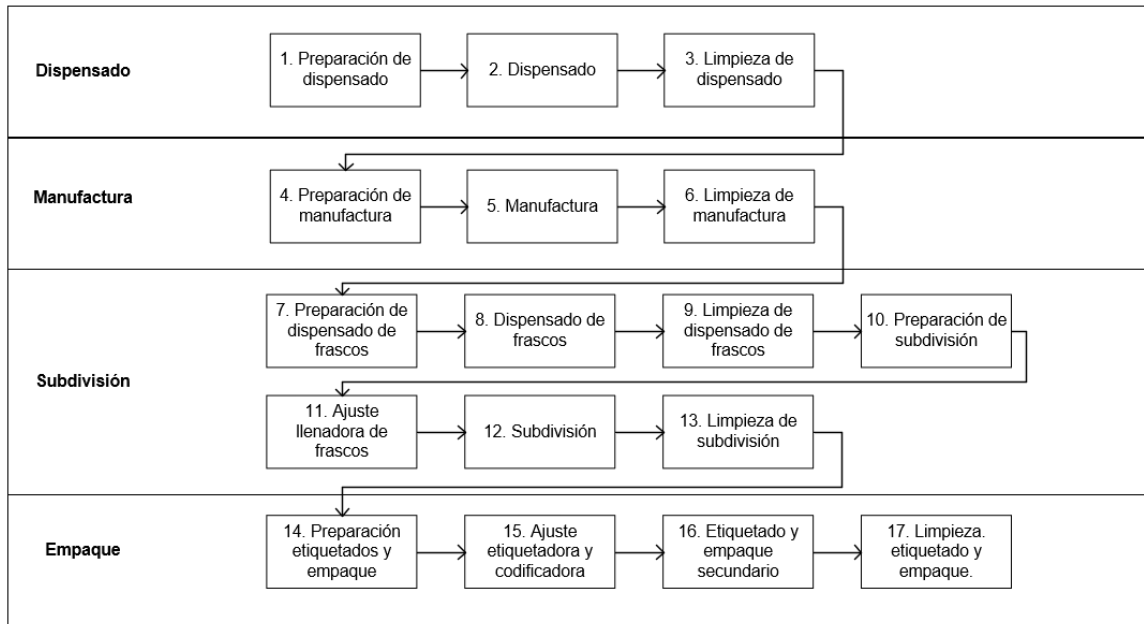 Dispensado
1. Preparación de
dispensado
2. Dispensado
3. Limpieza de
dispensado
Manufactura
4. Preparación de
manufactura
5. Manufactura
6. Limpieza de
manufactura
Subdivisión
7. Preparación de
dispensado de
frascos
8. Dispensado de
frascos
9. Limpieza de
dispensado de
frascos
10. Preparación de
subdivisión
11. Ajuste
llenadora de
frascos
12. Subdivisión
13. Limpieza de
subdivisión
Empaque
14. Preparación
etiquetados y
empaque
15. Ajuste
etiquetadora y
codificadora
16. Etiquetado y
empaque
secundario
17. Limpieza.
etiquetado y
empaque.